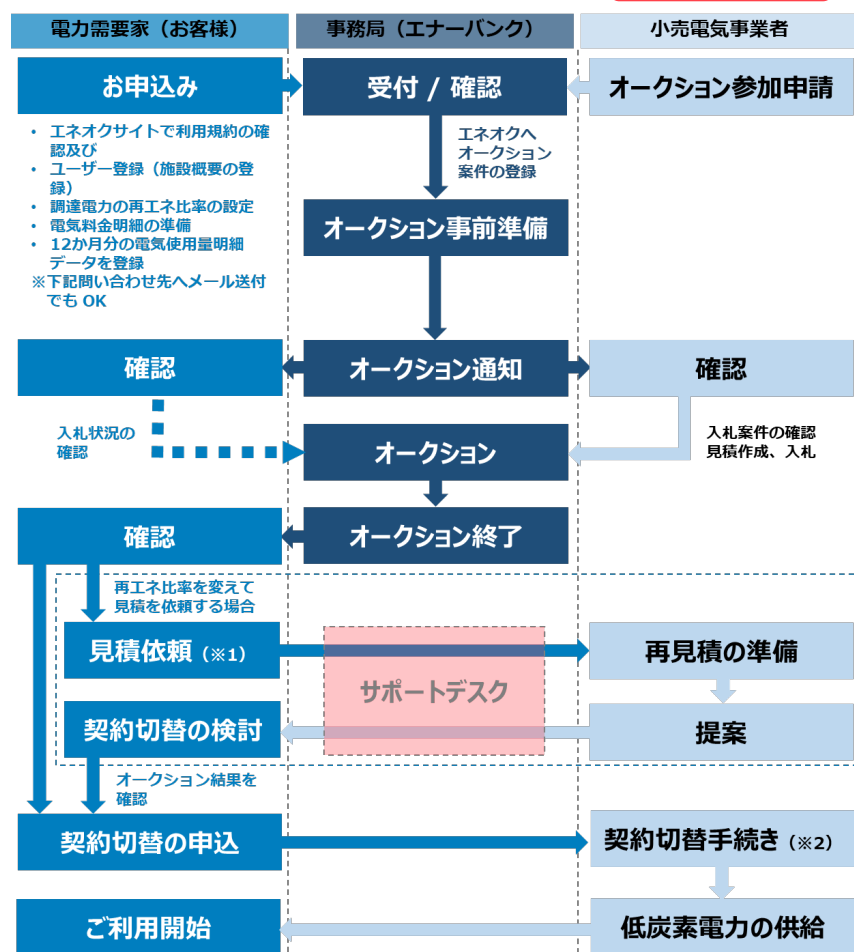 電力需要家（お客様）
事務局（エナーバンク）
小売電気事業者
お申込み
受付 / 確認
オークション参加申請
• エネオクサイトで利用規約の確
認及び
• ユーザー登録（施設概要の登
録）
• 調達電力の再エネ比率の設定
• 電気料金明細の準備
• 12か月分の電気使用量明細
データを登録
※下記問い合わせ先へメール送付
でも OK
エネオクへ
オークション
案件の登録
オークション事前準備
確認
オークション通知
確認
入札状況の
確認
オークション
入札案件の確認
見積作成、入札
確認
オークション終了
再エネ比率を変えて
見積を依頼する場合
見積依頼（※1）
サポートデスク
再見積の準備
契約切替の検討
提案
オークション結果を
確認
契約切替の申込
契約切替手続き（※2）
ご利用開始
低炭素電力の供給